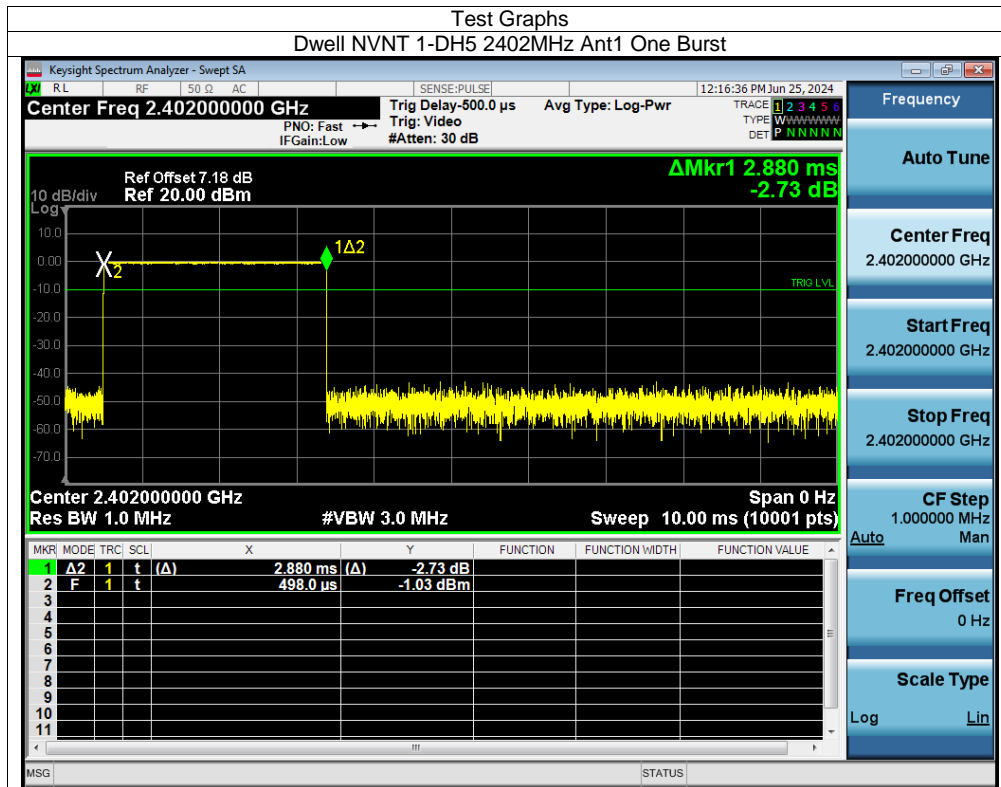 Test Graphs
Dwell NVNT 1-DH5 2402MHz Ant1 One Burst
Keysight Spectrum Analyzer - Swept SA
LXI RL RF 50 Ω AC SENSE:PULSE 12:16:36 PM Jun 25, 2024
Center Freq 2.402000000 GHz
PNO: Fast
IFGain:Low
Trig Delay-500.0 µs
Trig: Video
#Atten: 30 dB
Avg Type: Log-Pwr
TRACE 1 2 3 4 5 6
TYPE WWWWWW
DET P N N N N N
Frequency
Auto Tune
Center Freq
2.402000000 GHz
Start Freq
2.402000000 GHz
Stop Freq
2.402000000 GHz
CF Step
1.000000 MHz
Auto Man
Freq Offset
0 Hz
Scale Type
Log Lin
ΔMkr1 2.880 ms
-2.73 dB
Ref Offset 7.18 dB
10 dB/div Ref 20.00 dBm
Log
10.0
0.00
-10.0
-20.0
-30.0
-40.0
-50.0
-60.0
-70.0
2
1Δ2
TRIG LVL
Center 2.402000000 GHz Span 0 Hz
Res BW 1.0 MHz #VBW 3.0 MHz Sweep 10.00 ms (10001 pts)
MKR MODE TRC SCL X Y FUNCTION FUNCTION WIDTH FUNCTION VALUE
1 Δ2 1 t (Δ) 2.880 ms (Δ) -2.73 dB
2 F 1 t 498.0 µs -1.03 dBm
3
4
5
6
7
8
9
10
11
MSG STATUS